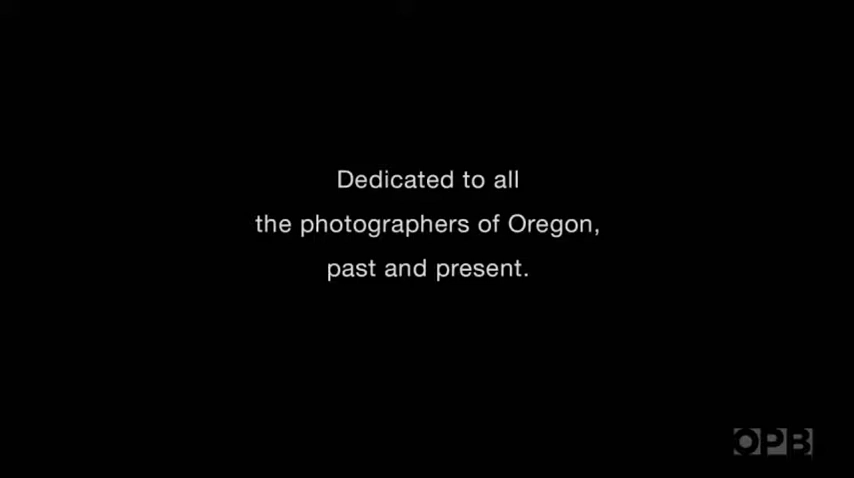 Dedicated to all
the photographers of Oregon,
past and present.
OPB